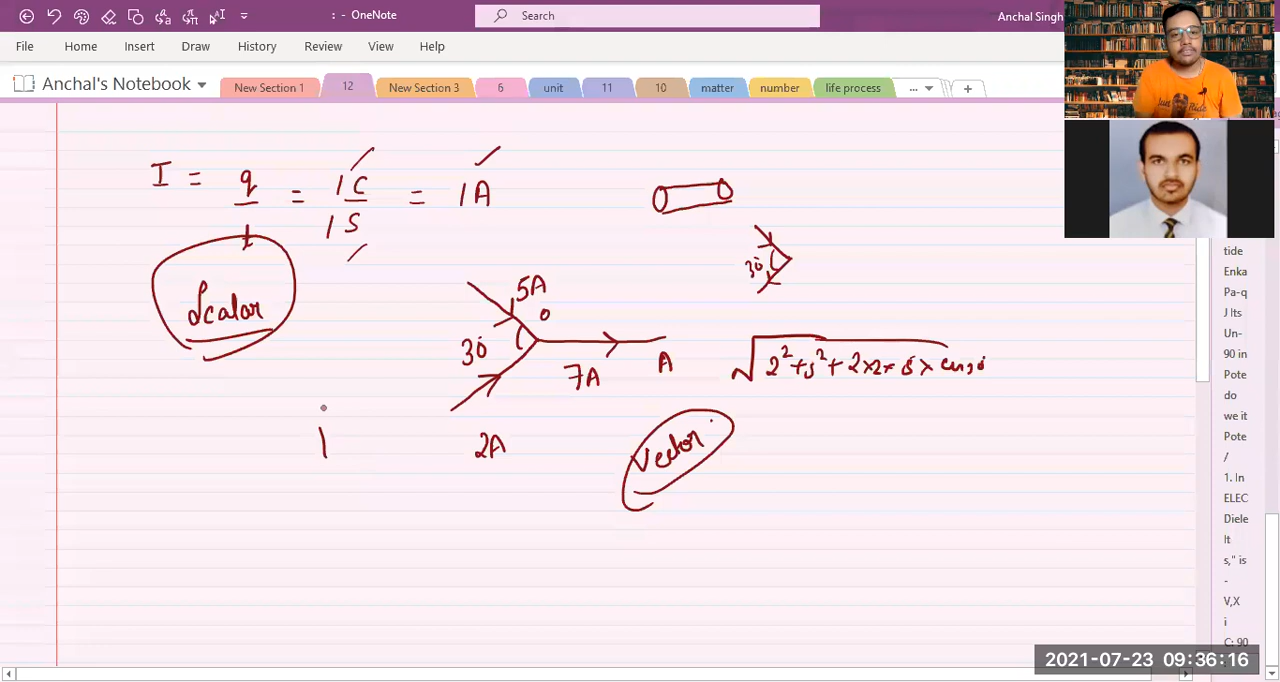 : - OneNote
Search
Anchal Singh
File Home Insert Draw History Review View Help
Anchal's Notebook
New Section 1 12 New Section 3 6 unit 11 10 matter number life process ... +
I = q/t = 1C/1S = 1A
Scalar
30°
5A
0
30°
7A
A
√2²+5²+2×2×5×cos30
2A
1
Vector
tide
Enka
Pa-q
J Its
Un-
90 in
Pote
do
we it
Pote
/
1. In
ELEC
Diele
It
s," is
-
V,X
i
C: 90
2021-07-23 09:36:16